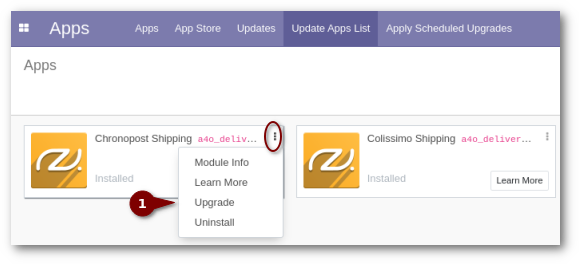 Apps Apps App Store Updates Update Apps List Apply Scheduled Upgrades
Apps
Chronopost Shipping a4o_deliv...
Installed
Module Info
Learn More
Upgrade
Uninstall
1
Colissimo Shipping a4o_deliver...
Installed
Learn More